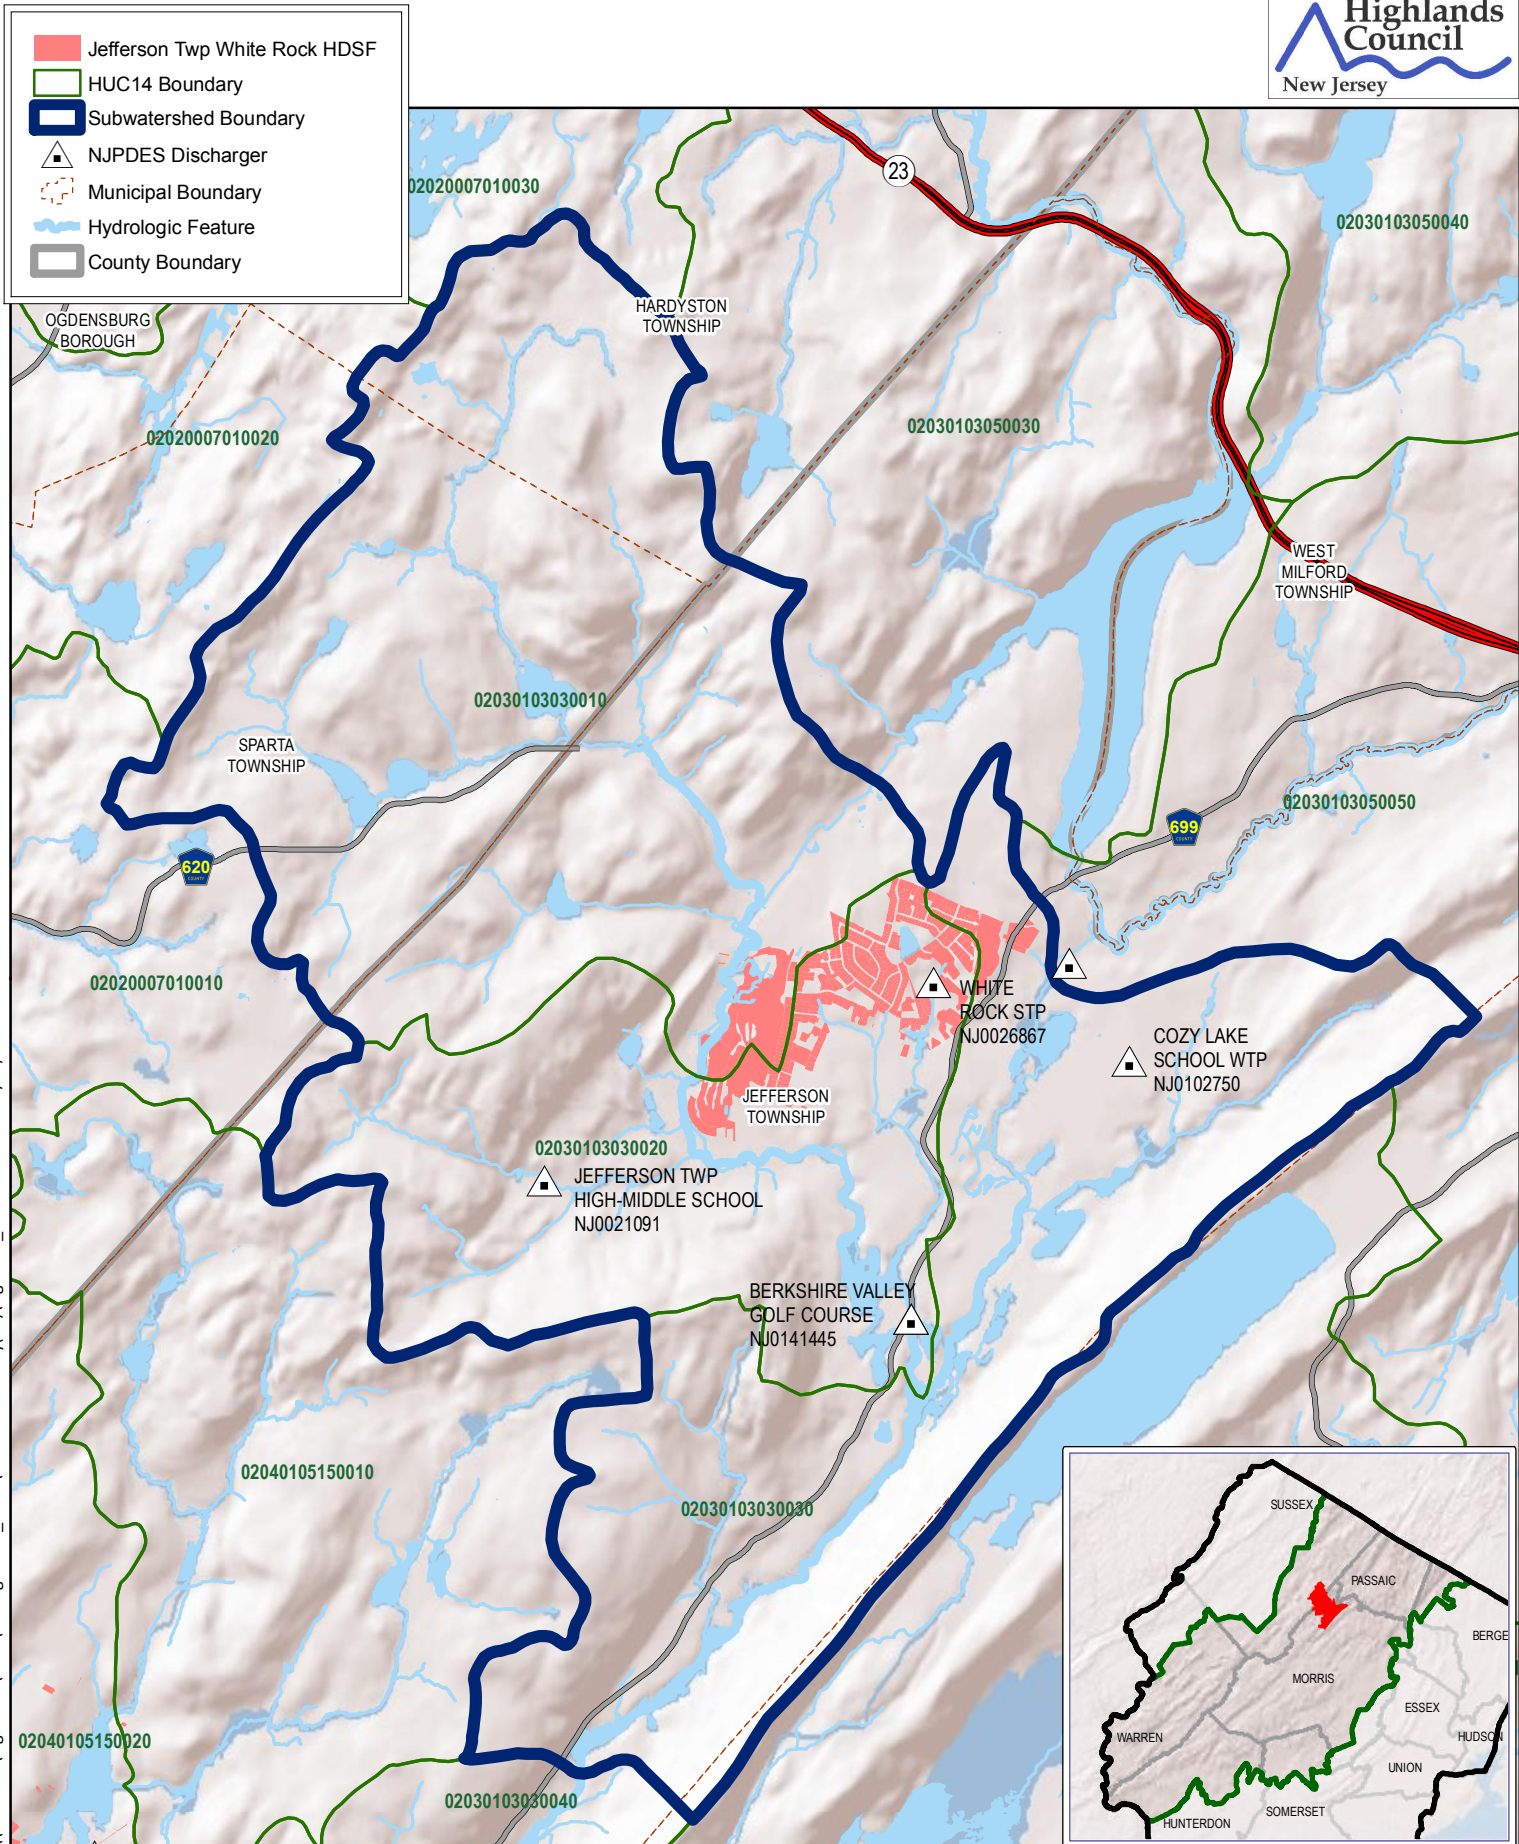 Highlands
Council
New Jersey
Jefferson Twp White Rock HDSF
HUC14 Boundary
Subwatershed Boundary
NJPDES Discharger
Municipal Boundary
Hydrologic Feature
County Boundary
02020007010030
23
02030103050040
OGDENSBURG
BOROUGH
HARDYSTON
TOWNSHIP
02020007010020
02030103050030
WEST
MILFORD
TOWNSHIP
02030103030010
SPARTA
TOWNSHIP
02030103050050
699
COUNTY
620
COUNTY
02020007010010
WHITE
ROCK STP
NJ0026867
COZY LAKE
SCHOOL WTP
NJ0102750
JEFFERSON
TOWNSHIP
02030103030020
JEFFERSON TWP
HIGH-MIDDLE SCHOOL
NJ0021091
BERKSHIRE VALLEY
GOLF COURSE
NJ0141445
02040105150010
02030103030030
02040105150020
02030103030040
SUSSEX
PASSAIC
BERGE
MORRIS
ESSEX
HUDSON
WARREN
UNION
SOMERSET
HUNTERDON